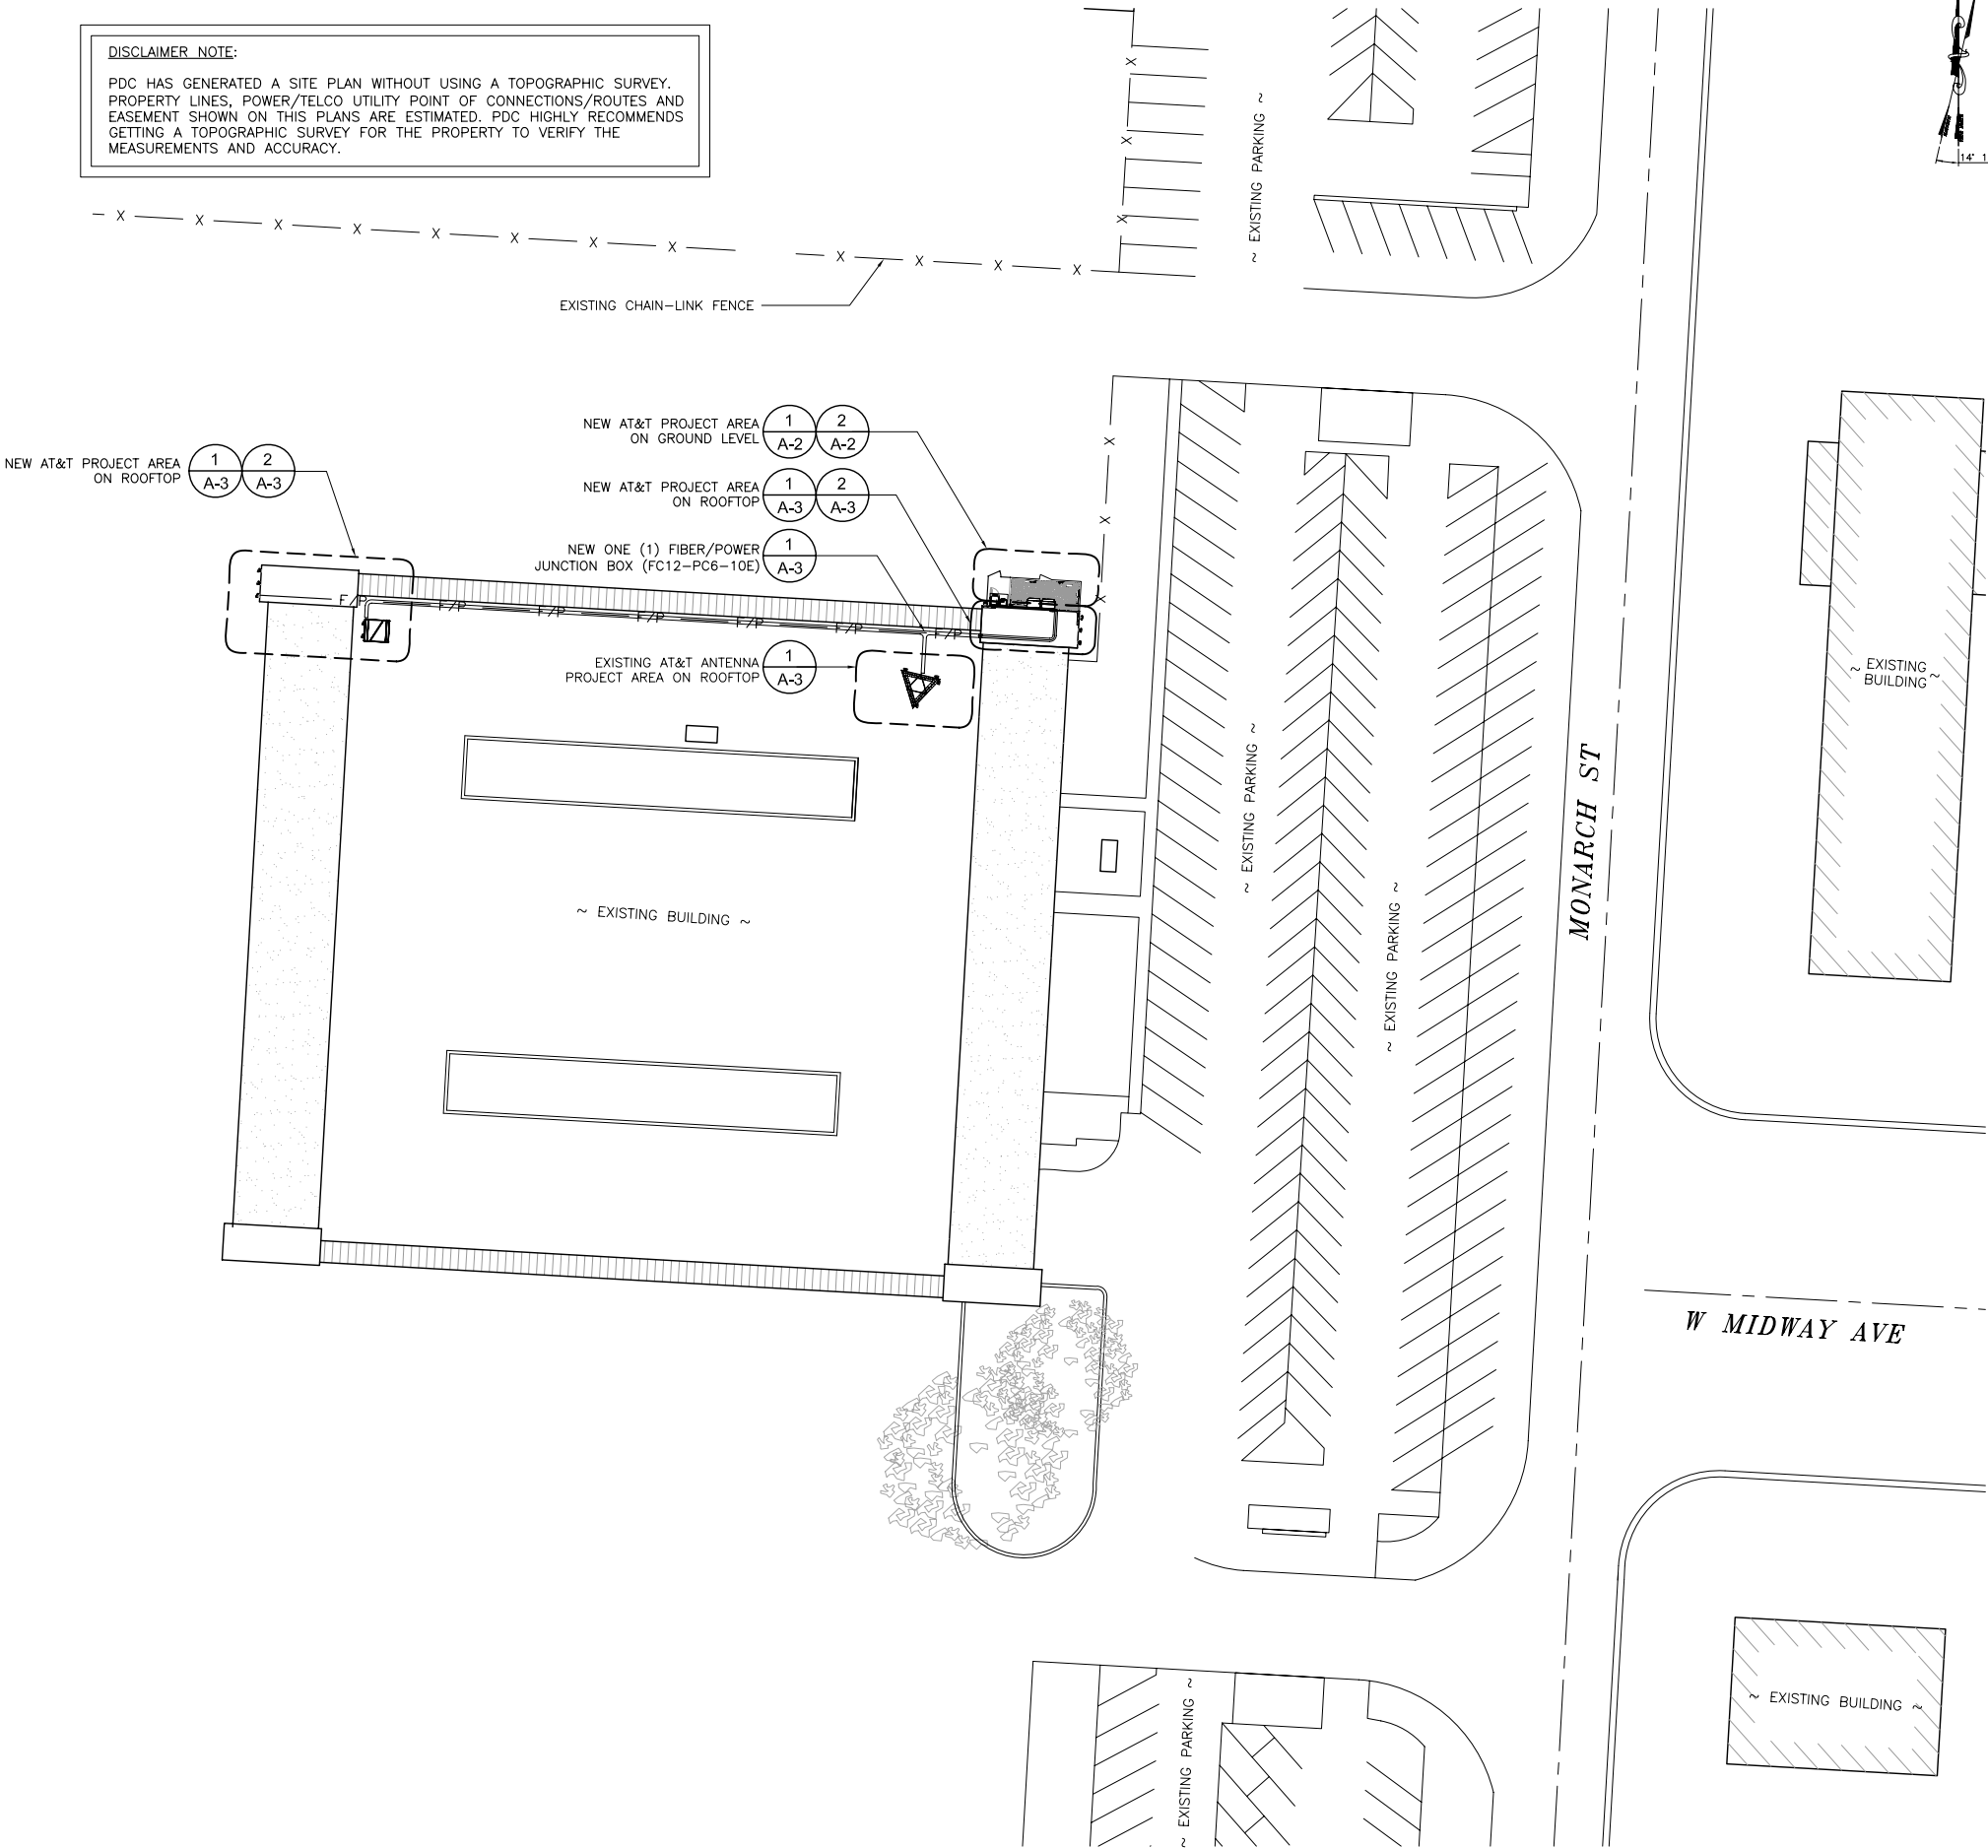 DISCLAIMER NOTE:
PDC HAS GENERATED A SITE PLAN WITHOUT USING A TOPOGRAPHIC SURVEY.
PROPERTY LINES, POWER/TELCO UTILITY POINT OF CONNECTIONS/ROUTES AND
EASEMENT SHOWN ON THIS PLANS ARE ESTIMATED. PDC HIGHLY RECOMMENDS
GETTING A TOPOGRAPHIC SURVEY FOR THE PROPERTY TO VERIFY THE
MEASUREMENTS AND ACCURACY.
14° 1
~ EXISTING PARKING ~
X X X X X X X X X X X X
X
X
X
EXISTING CHAIN-LINK FENCE
NEW AT&T PROJECT AREA
ON GROUND LEVEL
1
A-2
2
A-2
NEW AT&T PROJECT AREA
ON ROOFTOP
1
A-3
2
A-3
NEW AT&T PROJECT AREA
ON ROOFTOP
1
A-3
2
A-3
NEW ONE (1) FIBER/POWER
JUNCTION BOX (FC12-PC6-10E)
1
A-3
X
X
X
F/P F/P F/P F/P F/P F/P F/P
EXISTING AT&T ANTENNA
PROJECT AREA ON ROOFTOP
1
A-3
~ EXISTING ~
BUILDING
~ EXISTING PARKING ~
MONARCH ST
~ EXISTING BUILDING ~
~ EXISTING PARKING ~
W MIDWAY AVE
~ EXISTING PARKING ~
~ EXISTING BUILDING ~